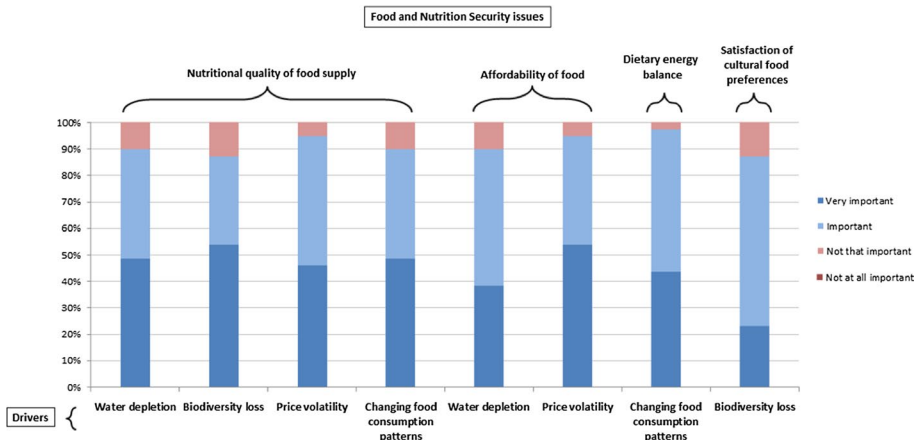 Food and Nutrition Security issues
Nutritional quality of food supply
Affordability of food
Dietary energy
balance
Satisfaction of
cultural food
preferences
100%
90%
80%
70%
60%
50%
40%
30%
20%
10%
0%
Very important
Important
Not that important
Not at all important
Drivers
Water depletion
Biodiversity loss
Price volatility
Changing food
consumption
patterns
Water depletion
Price volatility
Changing food
consumption
patterns
Biodiversity loss